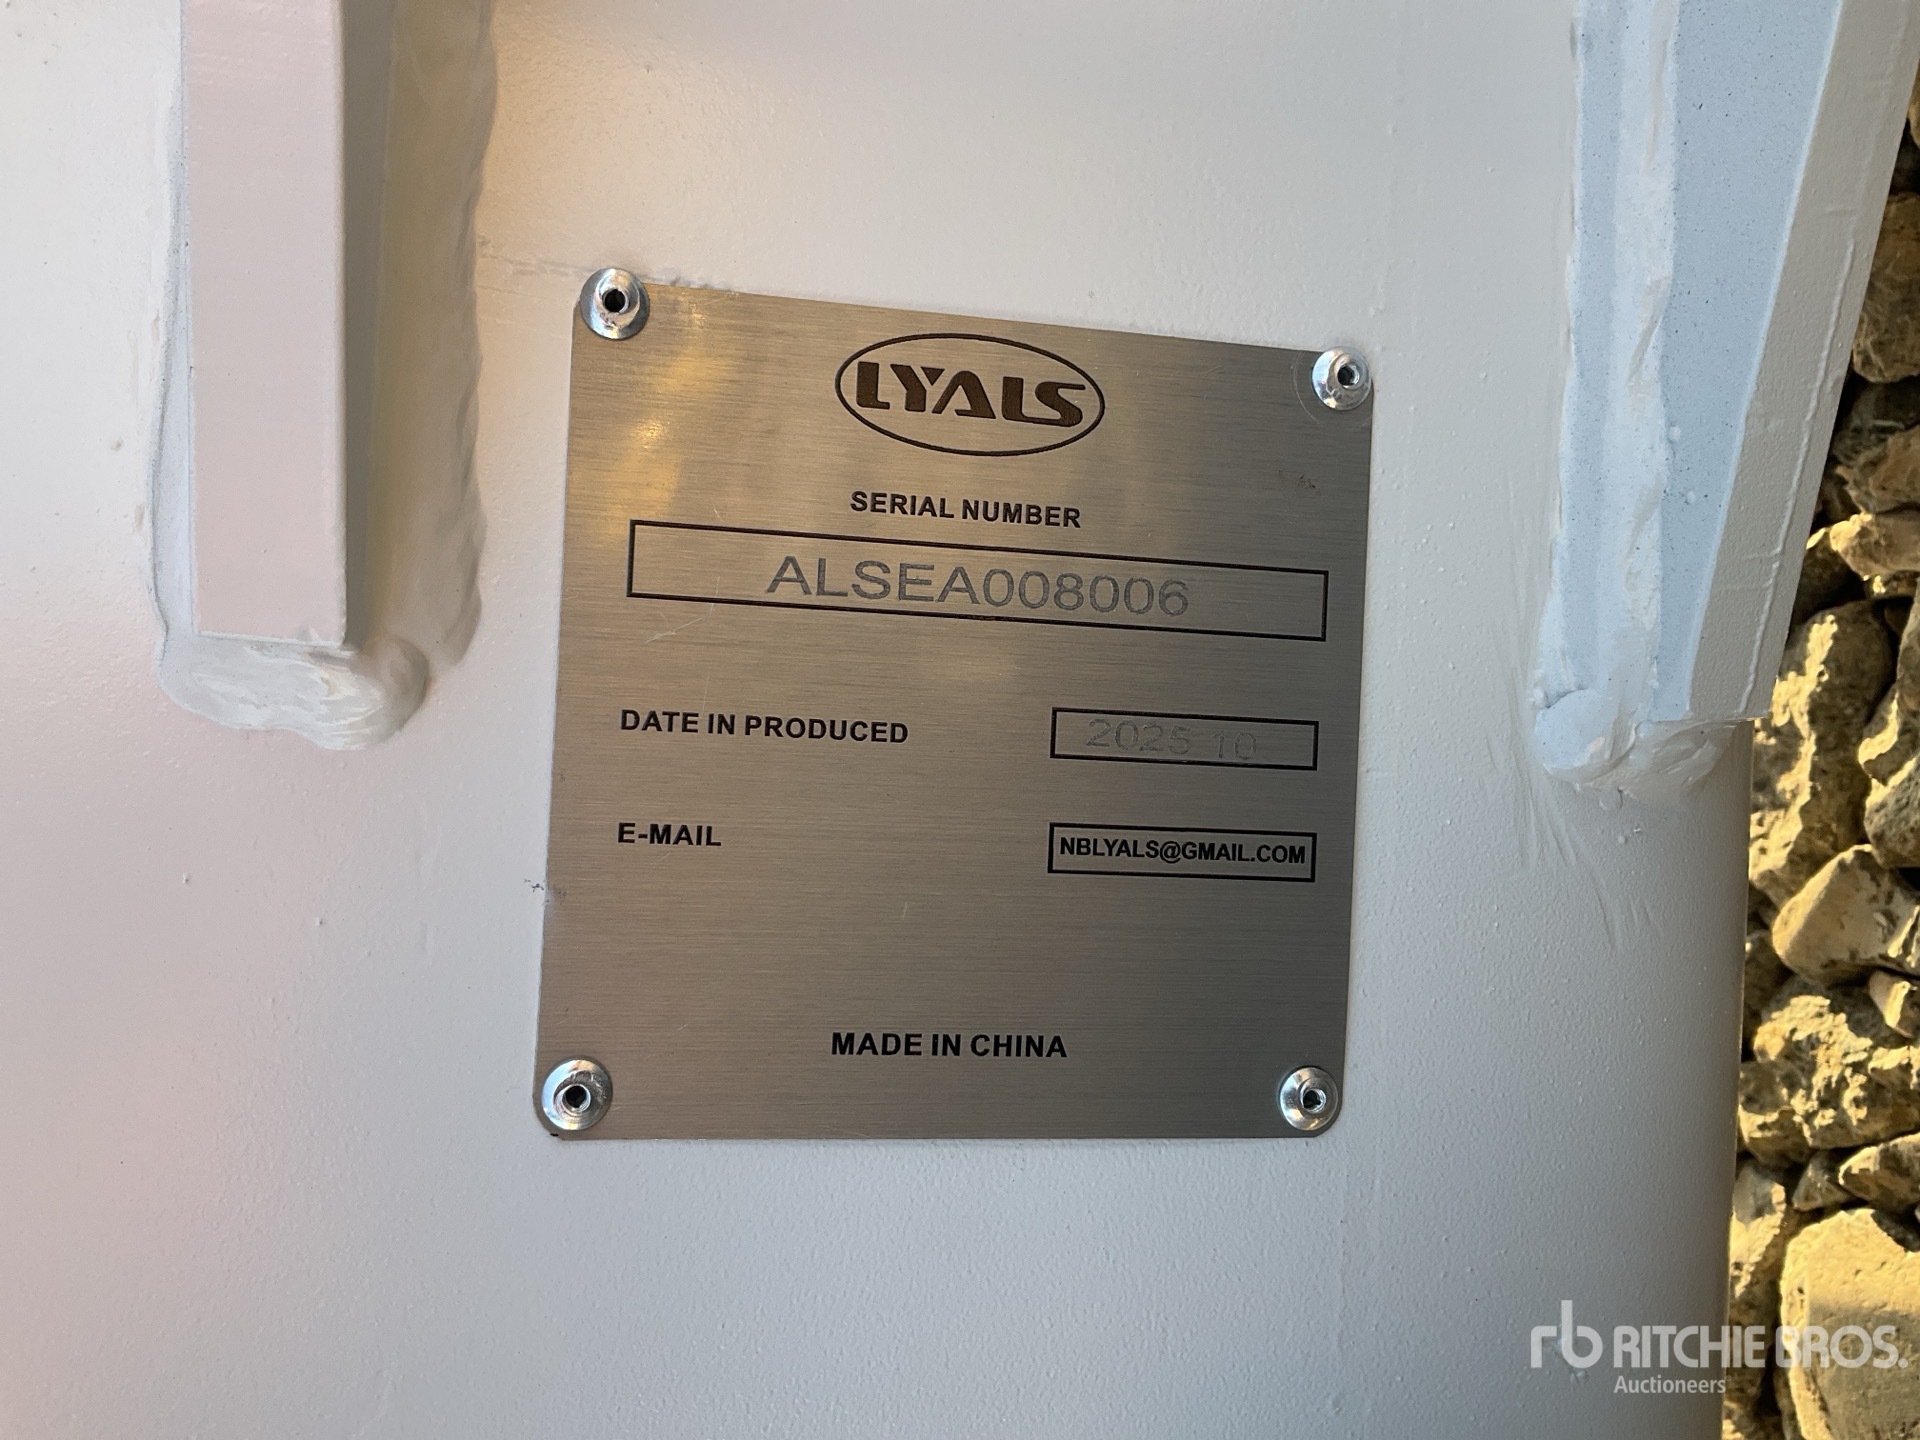 LYALS
SERIAL NUMBER
ALSEA008006
DATE IN PRODUCED 2025 10
E-MAIL NBLYALS@GMAIL.COM
MADE IN CHINA
rb RITCHIE BROS.
Auctioneers